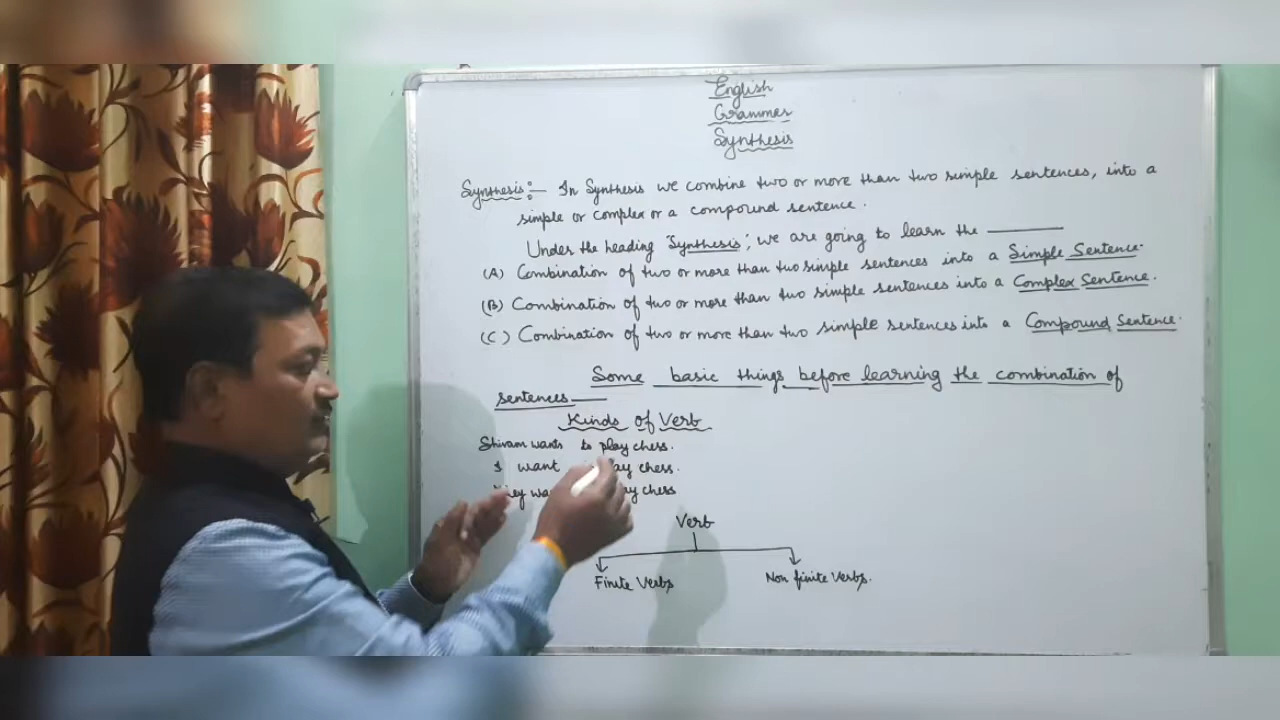 English
Grammer
Synthesis
Synthesis:— In Synthesis we combine two or more than two simple sentences, into a
simple or complex or a compound sentence.
Under the heading 'Synthesis', we are going to learn the ———
(A) Combination of two or more than two simple sentences into a Simple Sentence.
(B) Combination of two or more than two simple sentences into a Complex Sentence.
(C) Combination of two or more than two simple sentences into a Compound Sentence.
Some basic things before learning the combination of
sentences——
Kinds of Verb
Shivam wants to play chess.
I want chess.
chess
Verb
Finite Verbs
Non finite Verbs.